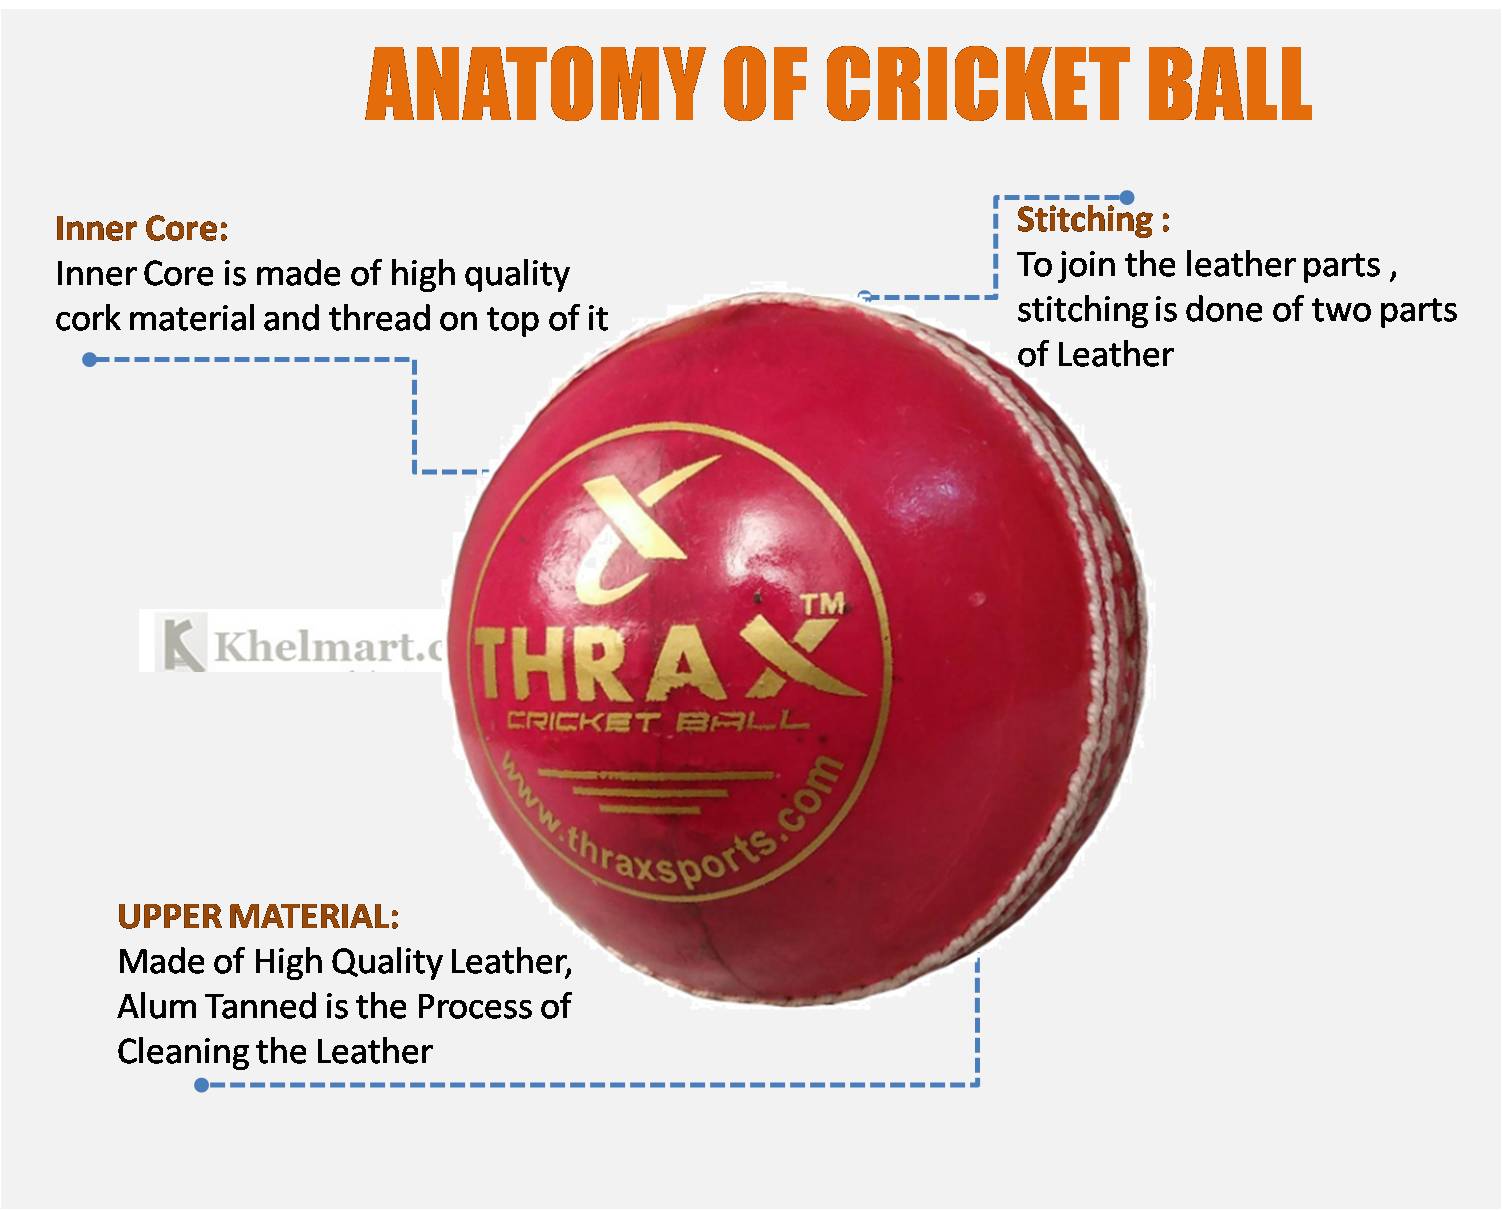 ANATOMY OF CRICKET BALL
Inner Core:
Inner Core is made of high quality
cork material and thread on top of it
Stitching :
To join the leather parts ,
stitching is done of two parts
of Leather
Khelmart.c
THRAX TM
CRICKET BALL
www.thraxsports.com
UPPER MATERIAL:
Made of High Quality Leather,
Alum Tanned is the Process of
Cleaning the Leather